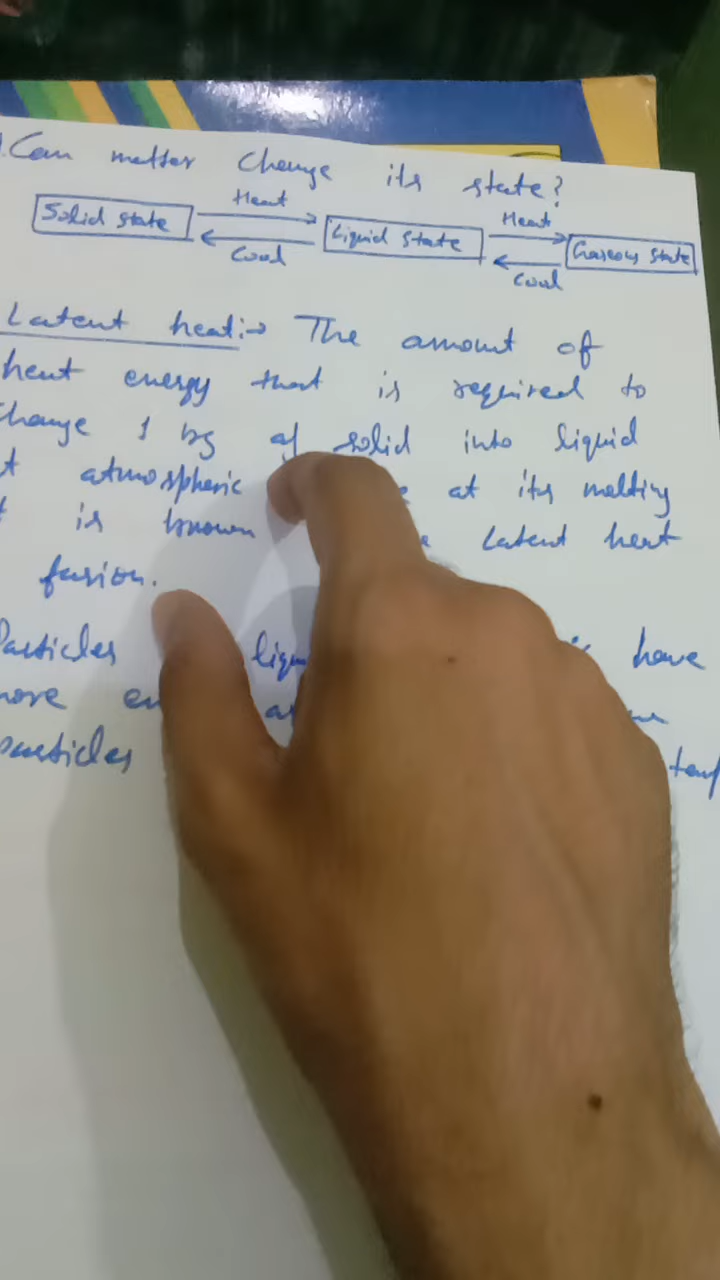 Can matter change its state?
Heat Heat
Solid state Liquid state Gaseous state
Cool Cool
Latent heat:→ The amount of
heat energy that is required to
change 1 kg of solid into liquid
atmospheric at its melting
is known Latent heat
fusion.
Particles have
particles